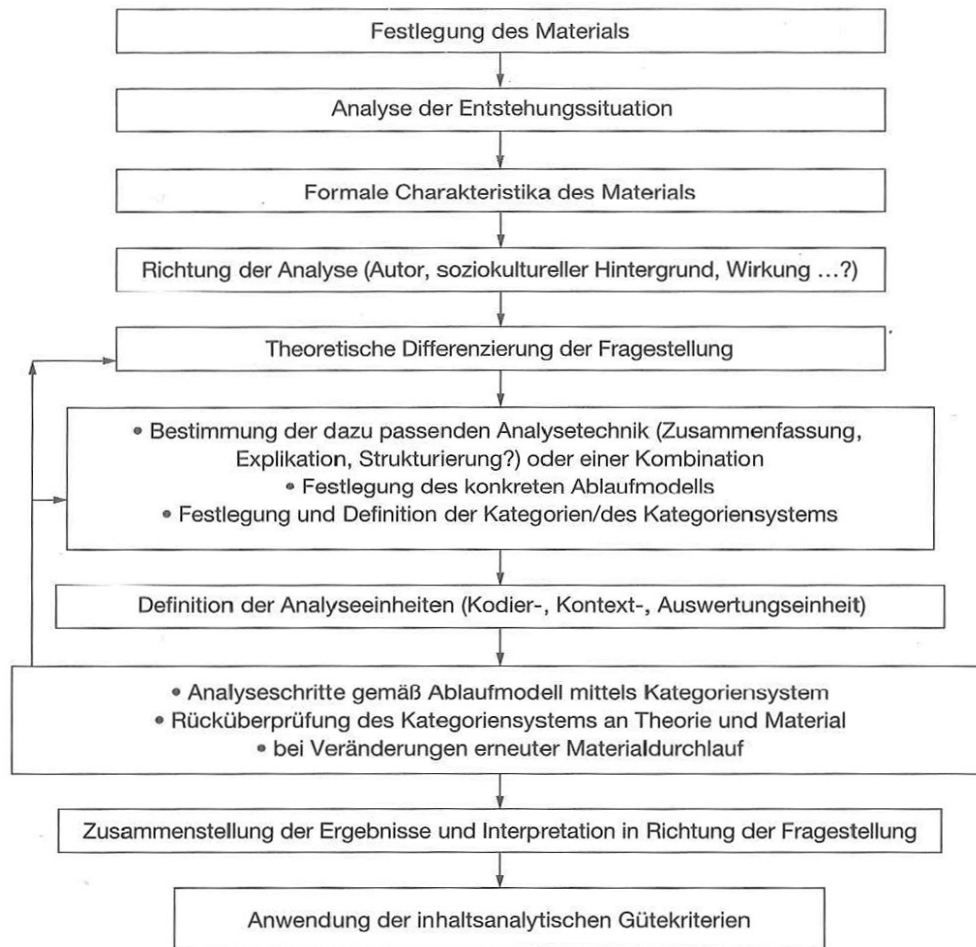 Festlegung des Materials
Analyse der Entstehungssituation
Formale Charakteristika des Materials
Richtung der Analyse (Autor, soziokultureller Hintergrund, Wirkung …?)
Theoretische Differenzierung der Fragestellung
• Bestimmung der dazu passenden Analysetechnik (Zusammenfassung,
Explikation, Strukturierung?) oder einer Kombination
• Festlegung des konkreten Ablaufmodells
• Festlegung und Definition der Kategorien/des Kategoriensystems
Definition der Analyseeinheiten (Kodier-, Kontext-, Auswertungseinheit)
• Analyseschritte gemäß Ablaufmodell mittels Kategoriensystem
• Rücküberprüfung des Kategoriensystems an Theorie und Material
• bei Veränderungen erneuter Materialdurchlauf
Zusammenstellung der Ergebnisse und Interpretation in Richtung der Fragestellung
Anwendung der inhaltsanalytischen Gütekriterien